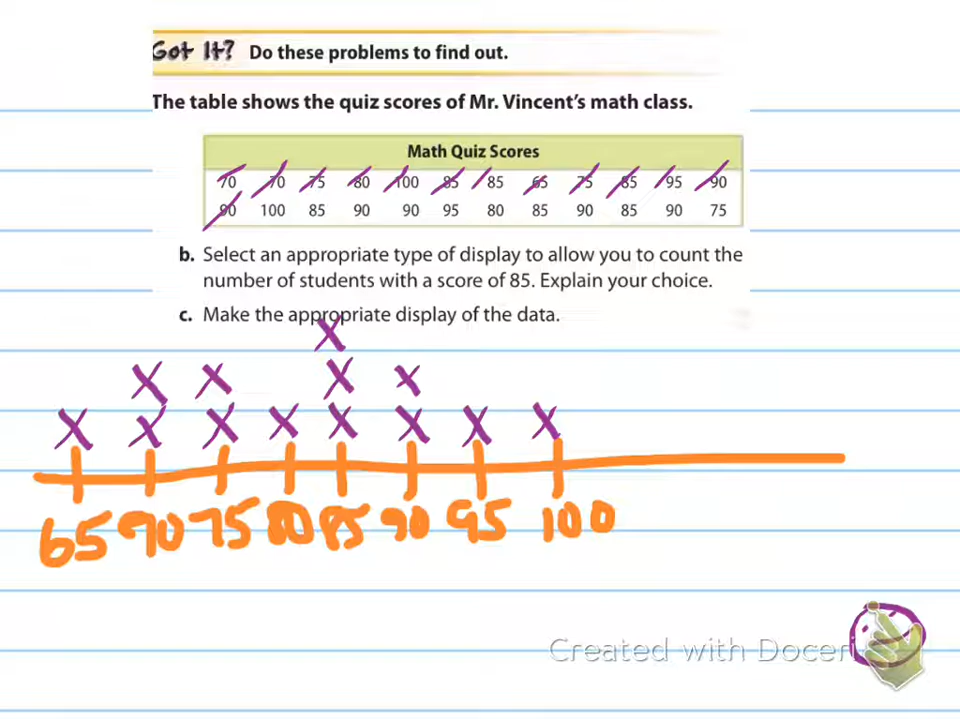 Got It? Do these problems to find out.
The table shows the quiz scores of Mr. Vincent's math class.
Math Quiz Scores
70 70 75 80 100 85 85 65 75 85 95 90
90 100 85 90 90 95 80 85 90 85 90 75
b. Select an appropriate type of display to allow you to count the
number of students with a score of 85. Explain your choice.
c. Make the appropriate display of the data.
X
X X X X
X X X X X X X X
65 70 75 80 85 90 95 100
Created with Doceri